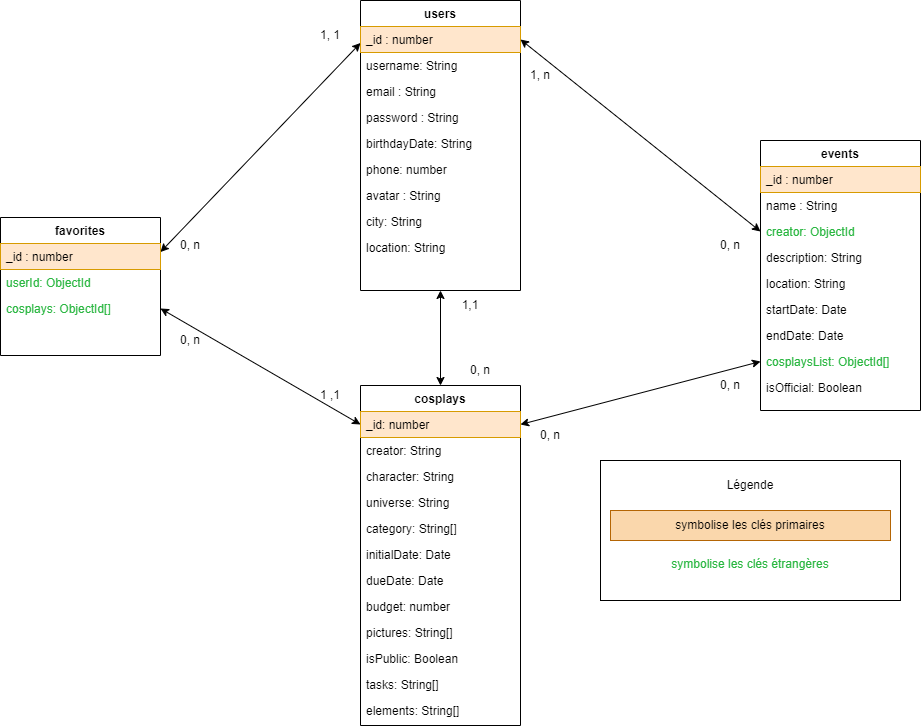 users
_id : number
username: String
email : String
password : String
birthdayDate: String
phone: number
avatar : String
city: String
location: String
1, 1
0, n
1, n
0, n
favorites
_id : number
userId: ObjectId
cosplays: ObjectId[]
events
_id : number
name : String
creator: ObjectId
description: String
location: String
startDate: Date
endDate: Date
cosplaysList: ObjectId[]
isOfficial: Boolean
1,1
0, n
0, n
1 ,1
0, n
0, n
cosplays
_id: number
creator: String
character: String
universe: String
category: String[]
initialDate: Date
dueDate: Date
budget: number
pictures: String[]
isPublic: Boolean
tasks: String[]
elements: String[]
Légende
symbolise les clés primaires
symbolise les clés étrangères